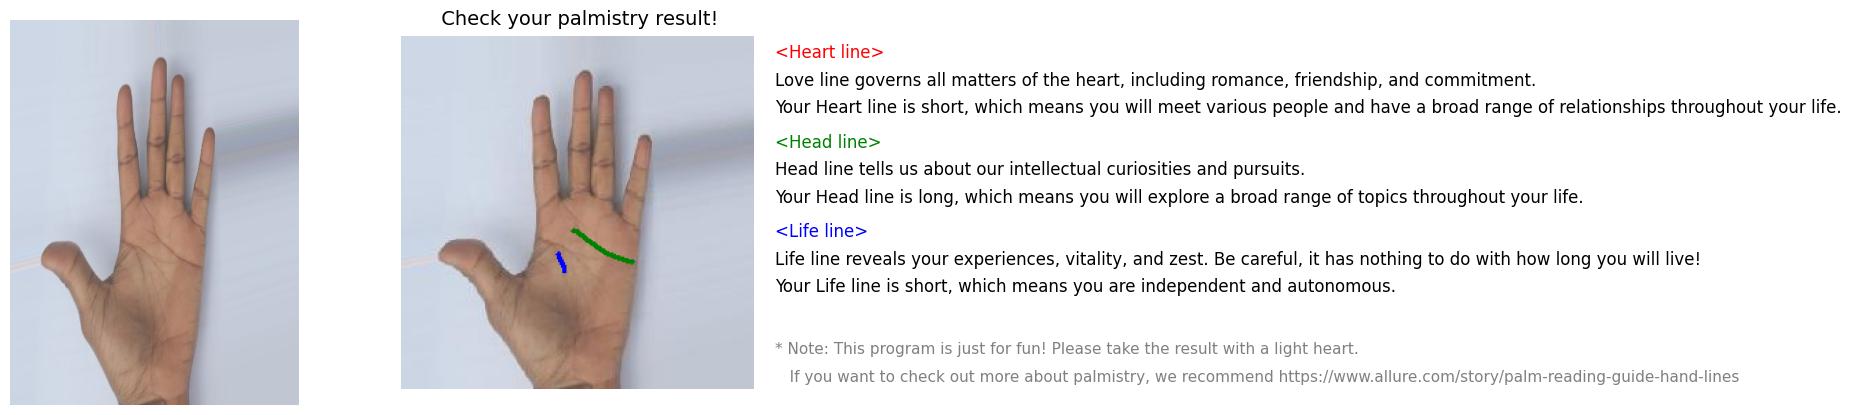 Check your palmistry result!
<Heart line>
Love line governs all matters of the heart, including romance, friendship, and commitment.
Your Heart line is short, which means you will meet various people and have a broad range of relationships throughout your life.
<Head line>
Head line tells us about our intellectual curiosities and pursuits.
Your Head line is long, which means you will explore a broad range of topics throughout your life.
<Life line>
Life line reveals your experiences, vitality, and zest. Be careful, it has nothing to do with how long you will live!
Your Life line is short, which means you are independent and autonomous.
* Note: This program is just for fun! Please take the result with a light heart.
If you want to check out more about palmistry, we recommend https://www.allure.com/story/palm-reading-guide-hand-lines